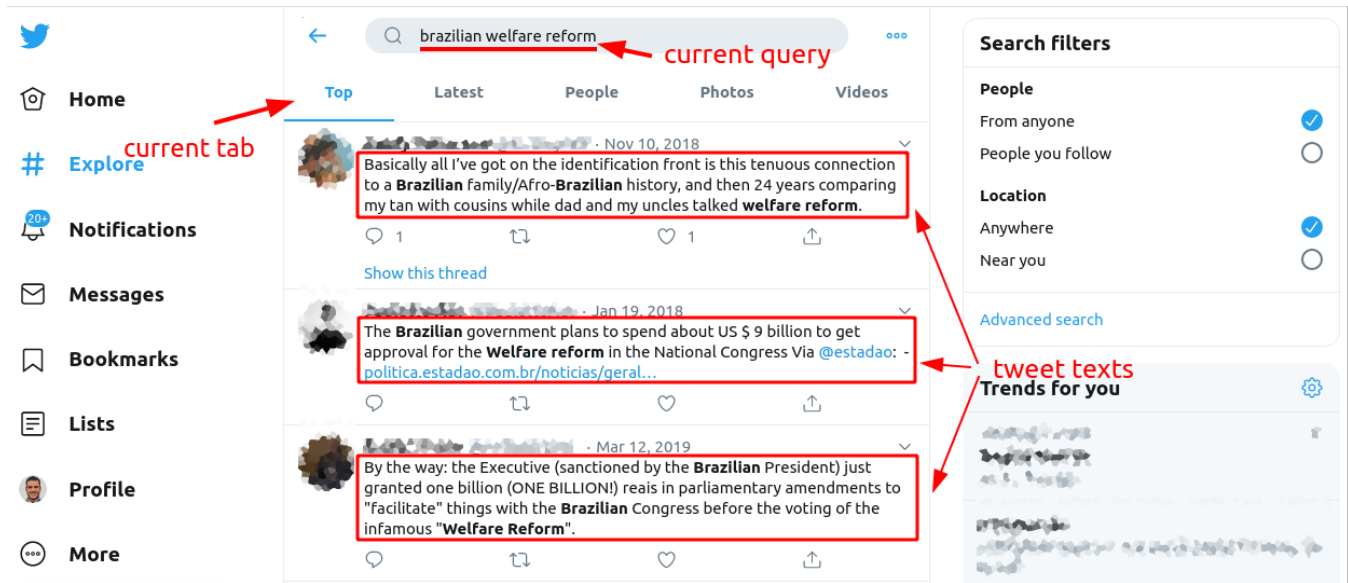 brazilian welfare reform
current query
Top
Latest
People
Photos
Videos
current tab
Home
Explore
20+
Notifications
Messages
Bookmarks
Lists
Profile
More
· Nov 10, 2018
Basically all I've got on the identification front is this tenuous connection
to a Brazilian family/Afro-Brazilian history, and then 24 years comparing
my tan with cousins while dad and my uncles talked welfare reform.
1
1
Show this thread
· Jan 19, 2018
The Brazilian government plans to spend about US $ 9 billion to get
approval for the Welfare reform in the National Congress Via @estadao: -
politica.estadao.com.br/noticias/geral…
· Mar 12, 2019
By the way: the Executive (sanctioned by the Brazilian President) just
granted one billion (ONE BILLION!) reais in parliamentary amendments to
"facilitate" things with the Brazilian Congress before the voting of the
infamous "Welfare Reform".
Search filters
People
From anyone
People you follow
Location
Anywhere
Near you
Advanced search
tweet texts
Trends for you